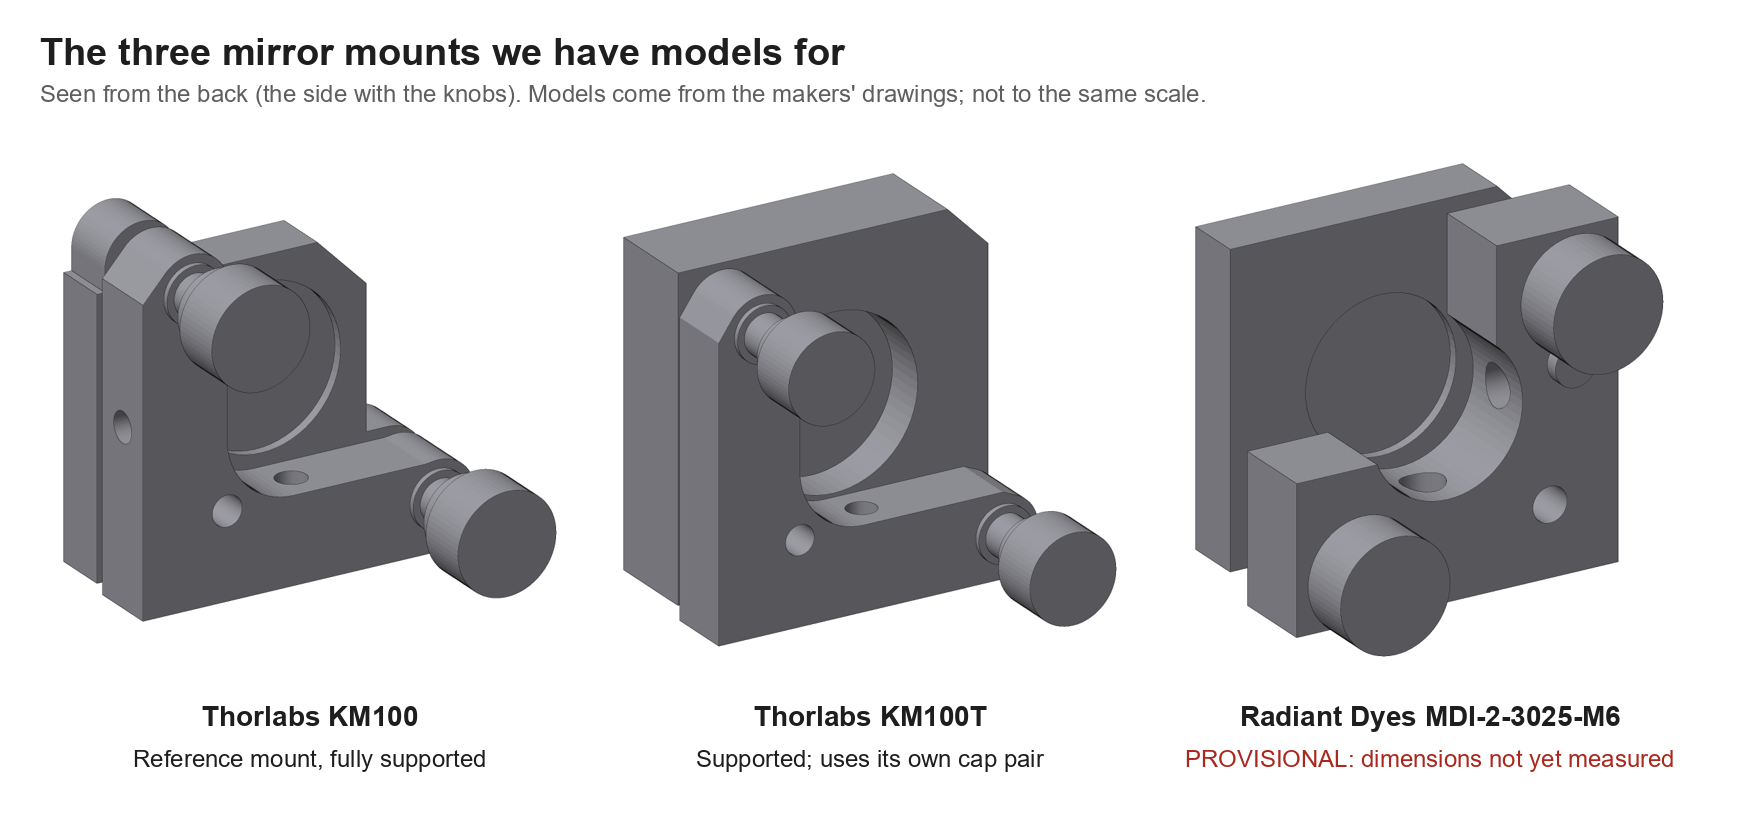 The three mirror mounts we have models for
Seen from the back (the side with the knobs). Models come from the makers' drawings; not to the same scale.
Thorlabs KM100
Reference mount, fully supported
Thorlabs KM100T
Supported; uses its own cap pair
Radiant Dyes MDI-2-3025-M6
PROVISIONAL: dimensions not yet measured